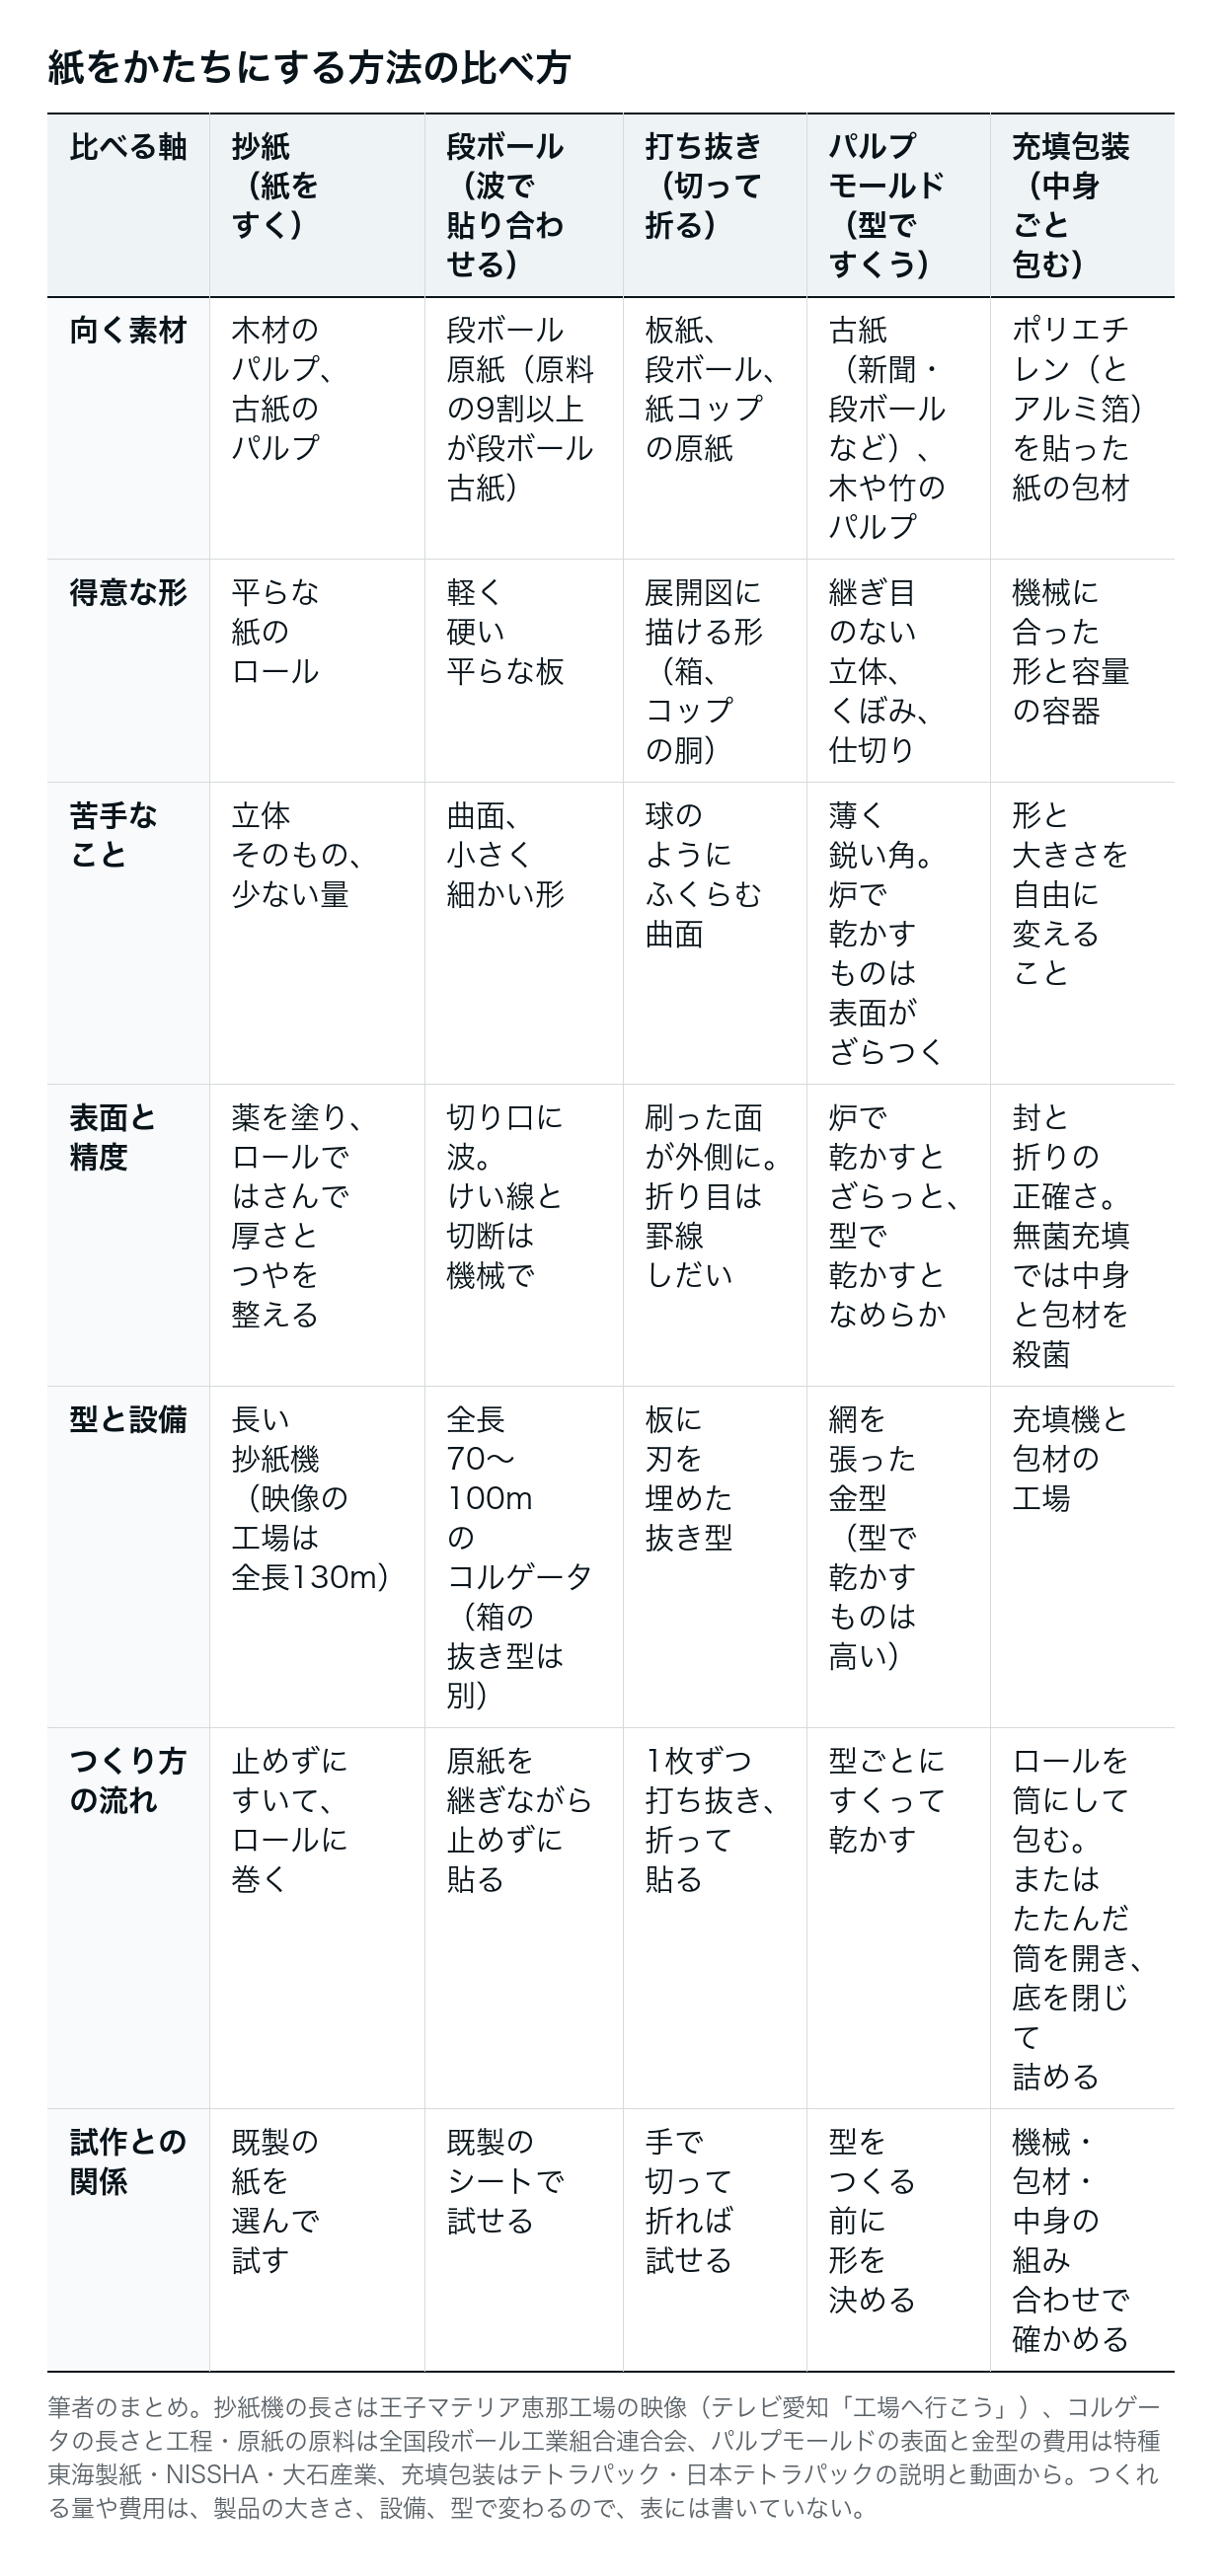 紙をかたちにする方法の比べ方
比べる軸
抄紙
（紙を
すく）
段ボール
（波で
貼り合わ
せる）
打ち抜き
（切って
折る）
パルプ
モールド
（型で
すくう）
充填包装
（中身
ごと
包む）
向く素材
木材の
パルプ、
古紙の
パルプ
段ボール
原紙（原料
の9割以上
が段ボール
古紙）
板紙、
段ボール、
紙コップ
の原紙
古紙
（新聞・
段ボール
など）、
木や竹の
パルプ
ポリエチ
レン（と
アルミ箔）
を貼った
紙の包材
得意な形
平らな
紙の
ロール
軽く
硬い
平らな板
展開図に
描ける形
（箱、
コップ
の胴）
継ぎ目
のない
立体、
くぼみ、
仕切り
機械に
合った
形と容量
の容器
苦手な
こと
立体
そのもの、
少ない量
曲面、
小さく
細かい形
球の
ように
ふくらむ
曲面
薄く
鋭い角。
炉で
乾かす
ものは
表面が
ざらつく
形と
大きさを
自由に
変える
こと
表面と
精度
薬を塗り、
ロールで
はさんで
厚さと
つやを
整える
切り口に
波。
けい線と
切断は
機械で
刷った面
が外側に。
折り目は
罫線
しだい
炉で
乾かすと
ざらっと、
型で
乾かすと
なめらか
封と
折りの
正確さ。
無菌充填
では中身
と包材を
殺菌
型と設備
長い
抄紙機
（映像の
工場は
全長130m）
全長
70〜
100m
の
コルゲータ
（箱の
抜き型は
別）
板に
刃を
埋めた
抜き型
網を
張った
金型
（型で
乾かす
ものは
高い）
充填機と
包材の
工場
つくり方
の流れ
止めずに
すいて、
ロールに
巻く
原紙を
継ぎながら
止めずに
貼る
1枚ずつ
打ち抜き、
折って
貼る
型ごとに
すくって
乾かす
ロールを
筒にして
包む。
または
たたんだ
筒を開き、
底を閉じ
て
詰める
試作との
関係
既製の
紙を
選んで
試す
既製の
シートで
試せる
手で
切って
折れば
試せる
型を
つくる
前に
形を
決める
機械・
包材・
中身の
組み
合わせで
確かめる
筆者のまとめ。抄紙機の長さは王子マテリア恵那工場の映像（テレビ愛知「工場へ行こう」）、コルゲー
タの長さと工程・原紙の原料は全国段ボール工業組合連合会、パルプモールドの表面と金型の費用は特種
東海製紙・NISSHA・大石産業、充填包装はテトラパック・日本テトラパックの説明と動画から。つくれ
る量や費用は、製品の大きさ、設備、型で変わるので、表には書いていない。